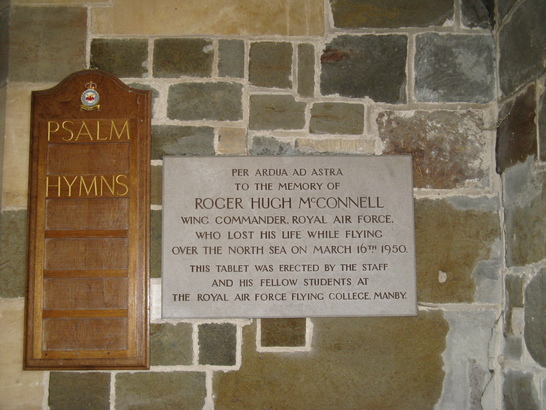 PSALM
HYMNS
PER ARDUA AD ASTRA
TO THE MEMORY OF
ROGER HUGH McCONNELL
WING COMMANDER, ROYAL AIR FORCE,
WHO LOST HIS LIFE WHILE FLYING
OVER THE NORTH SEA ON MARCH 16TH 1950.
THIS TABLET WAS ERECTED BY THE STAFF
AND HIS FELLOW STUDENTS AT
THE ROYAL AIR FORCE FLYING COLLEGE, MANBY.